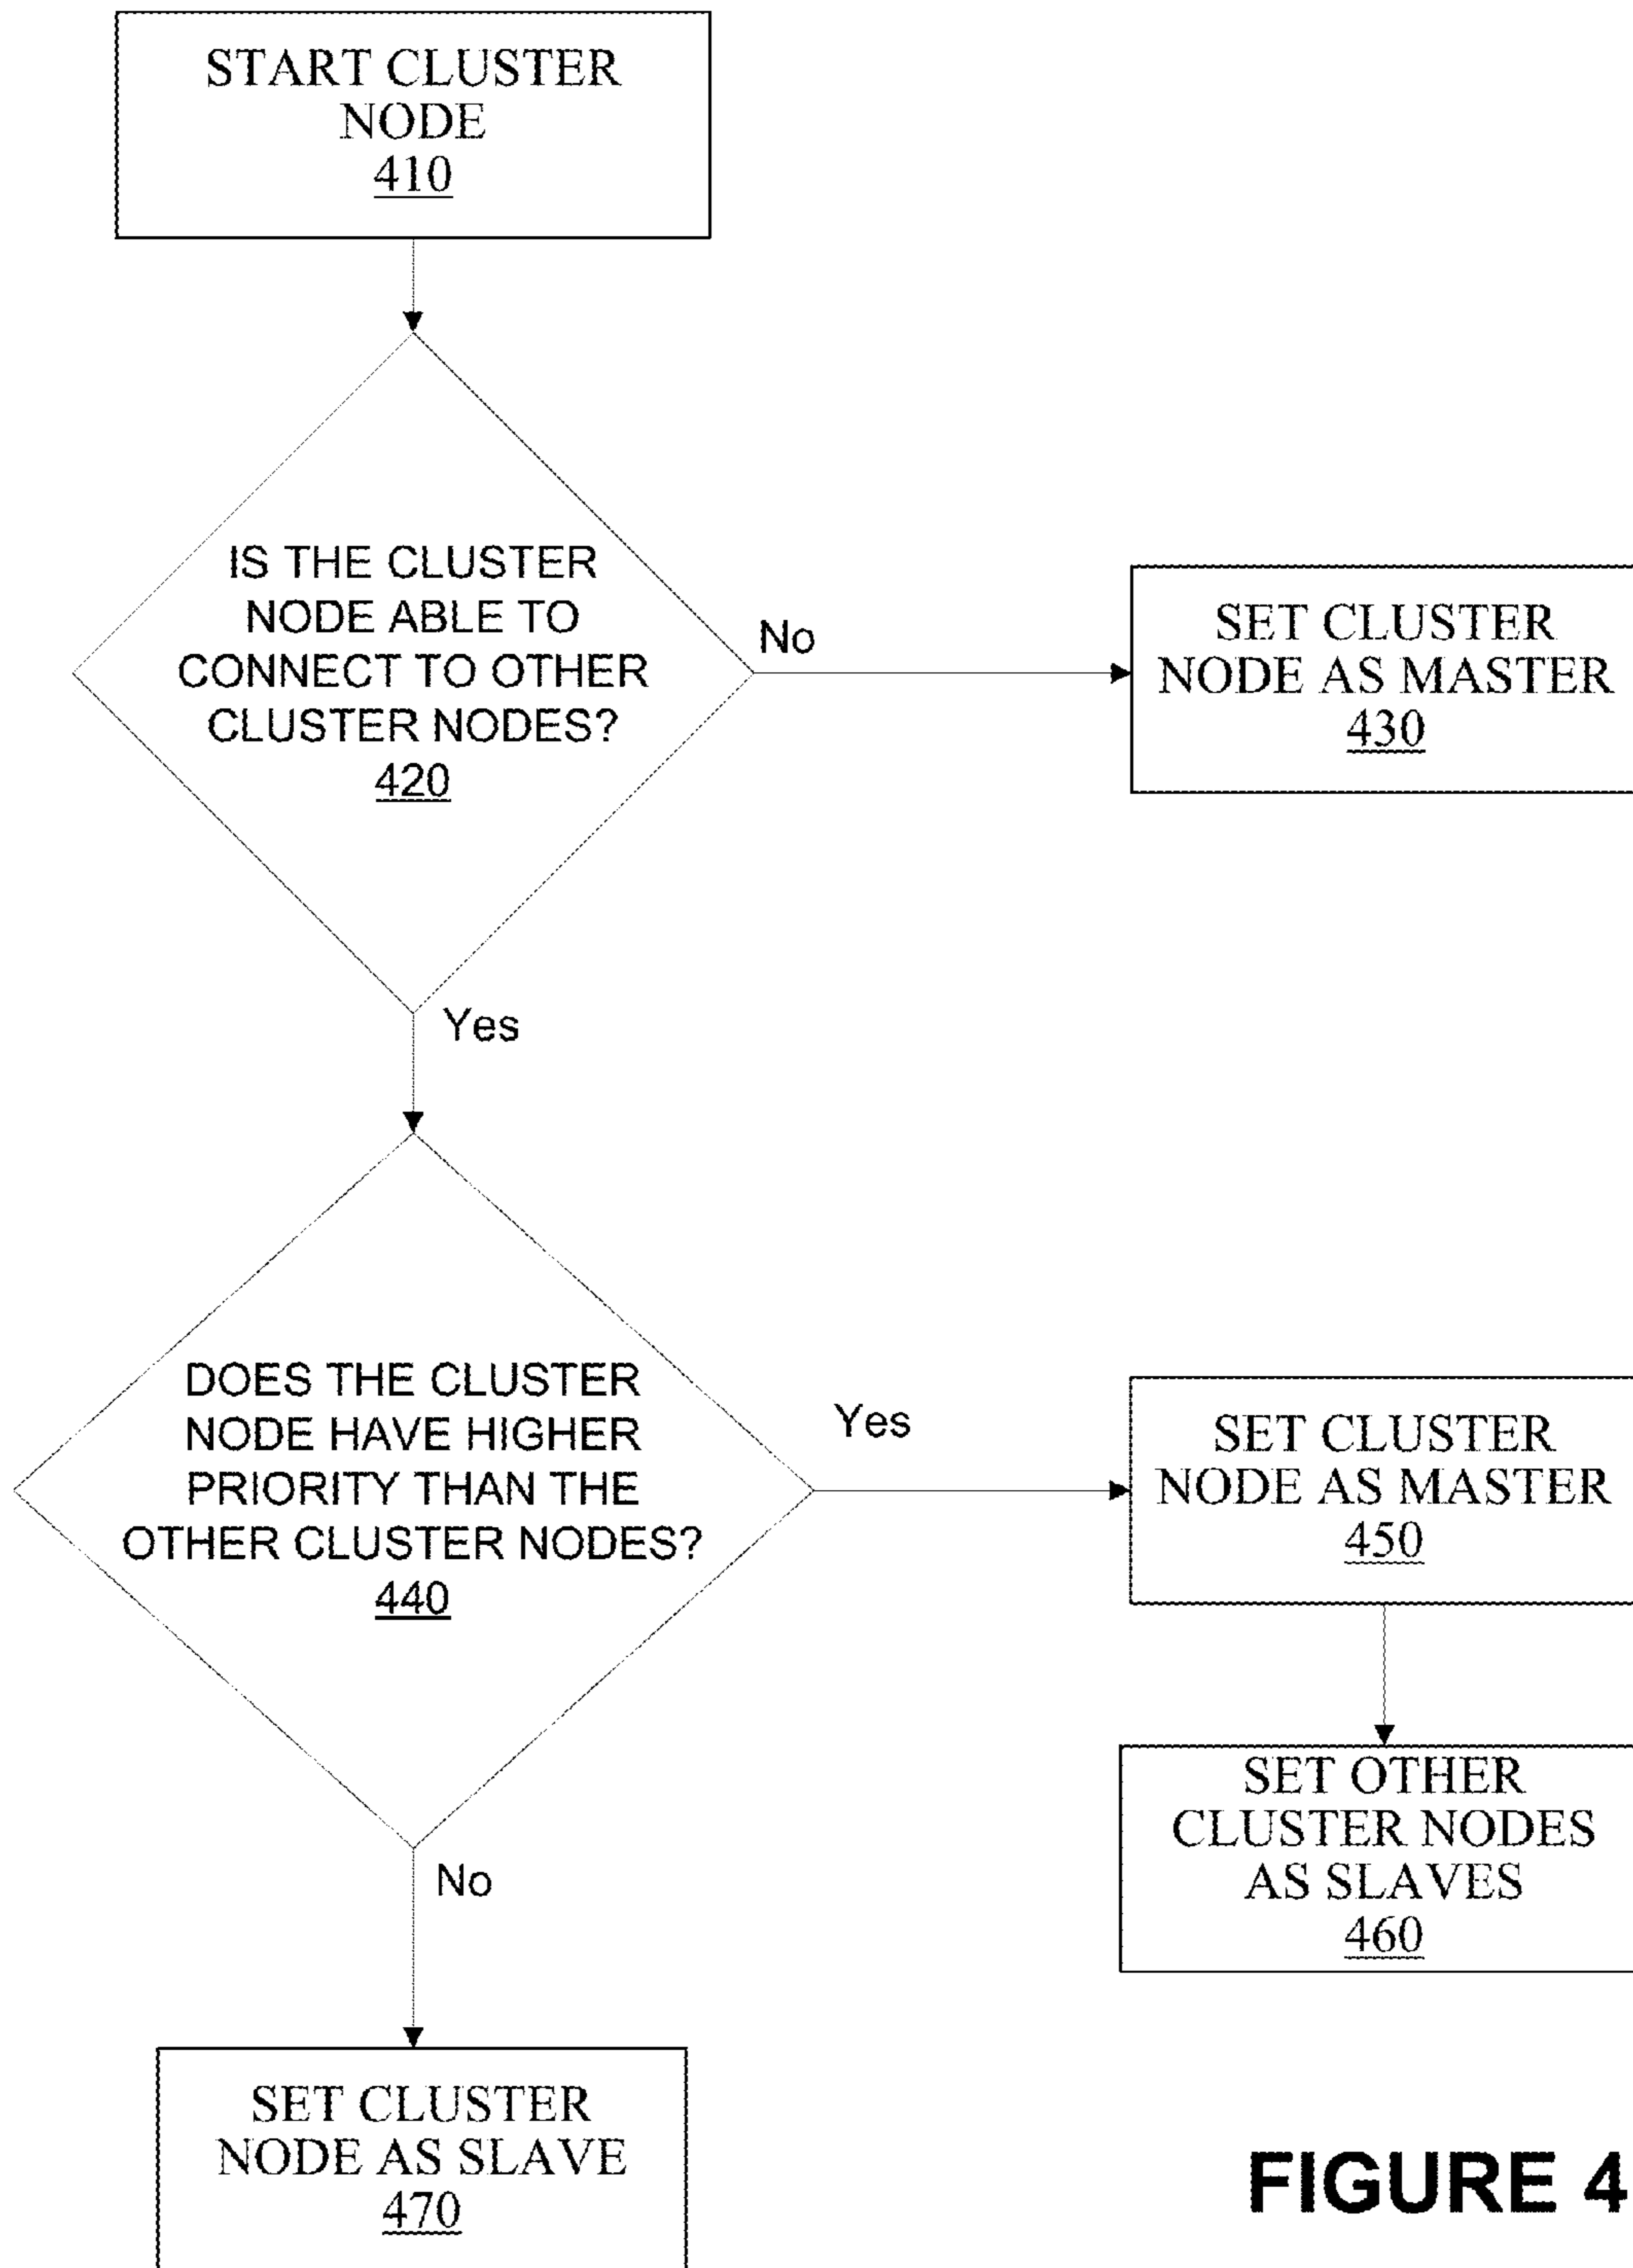 START CLUSTER
NODE
410
IS THE CLUSTER
NODE ABLE TO
CONNECT TO OTHER
CLUSTER NODES?
420
No
SET CLUSTER
NODE AS MASTER
430
Yes
DOES THE CLUSTER
NODE HAVE HIGHER
PRIORITY THAN THE
OTHER CLUSTER NODES?
440
Yes
SET CLUSTER
NODE AS MASTER
450
SET OTHER
CLUSTER NODES
AS SLAVES
460
No
SET CLUSTER
NODE AS SLAVE
470
FIGURE 4